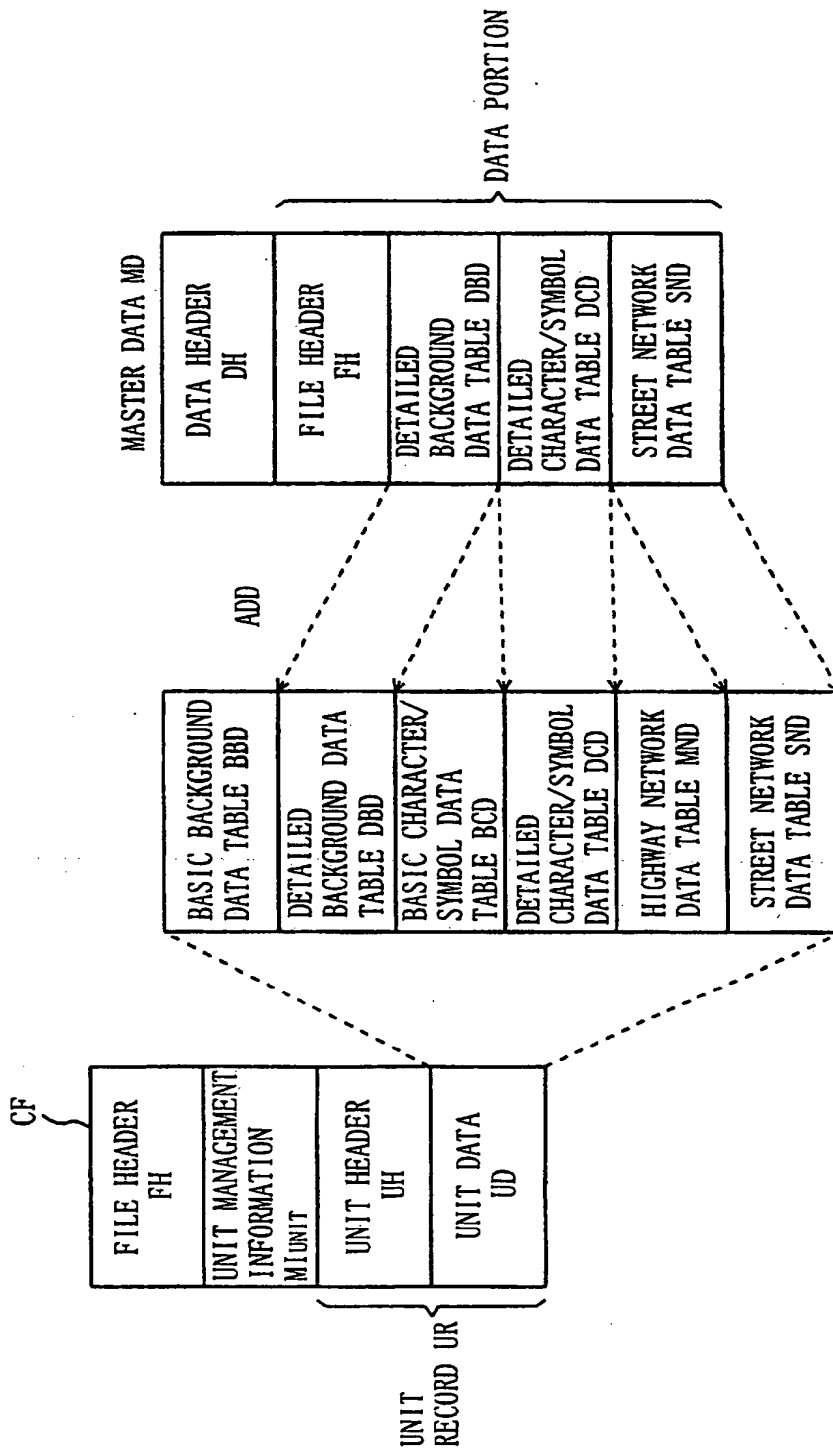 CF
FILE HEADER
FH
UNIT MANAGEMENT
INFORMATION
MIUNIT
UNIT HEADER
UH
UNIT DATA
UD
UNIT
RECORD UR
BASIC BACKGROUND
DATA TABLE BBD
DETAILED
BACKGROUND DATA
TABLE DBD
BASIC CHARACTER/
SYMBOL DATA
TABLE BCD
DETAILED
CHARACTER/SYMBOL
DATA TABLE DCD
HIGHWAY NETWORK
DATA TABLE MND
STREET NETWORK
DATA TABLE SND
ADD
MASTER DATA MD
DATA HEADER
DH
FILE HEADER
FH
DETAILED
BACKGROUND
DATA TABLE DBD
DETAILED
CHARACTER/SYMBOL
DATA TABLE DCD
STREET NETWORK
DATA TABLE SND
DATA PORTION